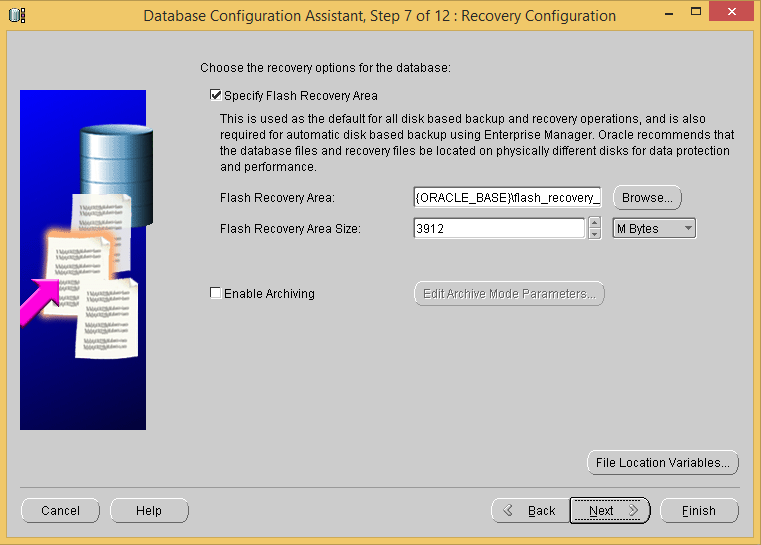 Database Configuration Assistant, Step 7 of 12 : Recovery Configuration
Choose the recovery options for the database:
Specify Flash Recovery Area
This is used as the default for all disk based backup and recovery operations, and is also
required for automatic disk based backup using Enterprise Manager. Oracle recommends that
the database files and recovery files be located on physically different disks for data protection
and performance.
Flash Recovery Area: {ORACLE_BASE}\flash_recovery_ Browse...
Flash Recovery Area Size: 3912 M Bytes
Enable Archiving Edit Archive Mode Parameters...
File Location Variables...
Cancel Help Back Next Finish